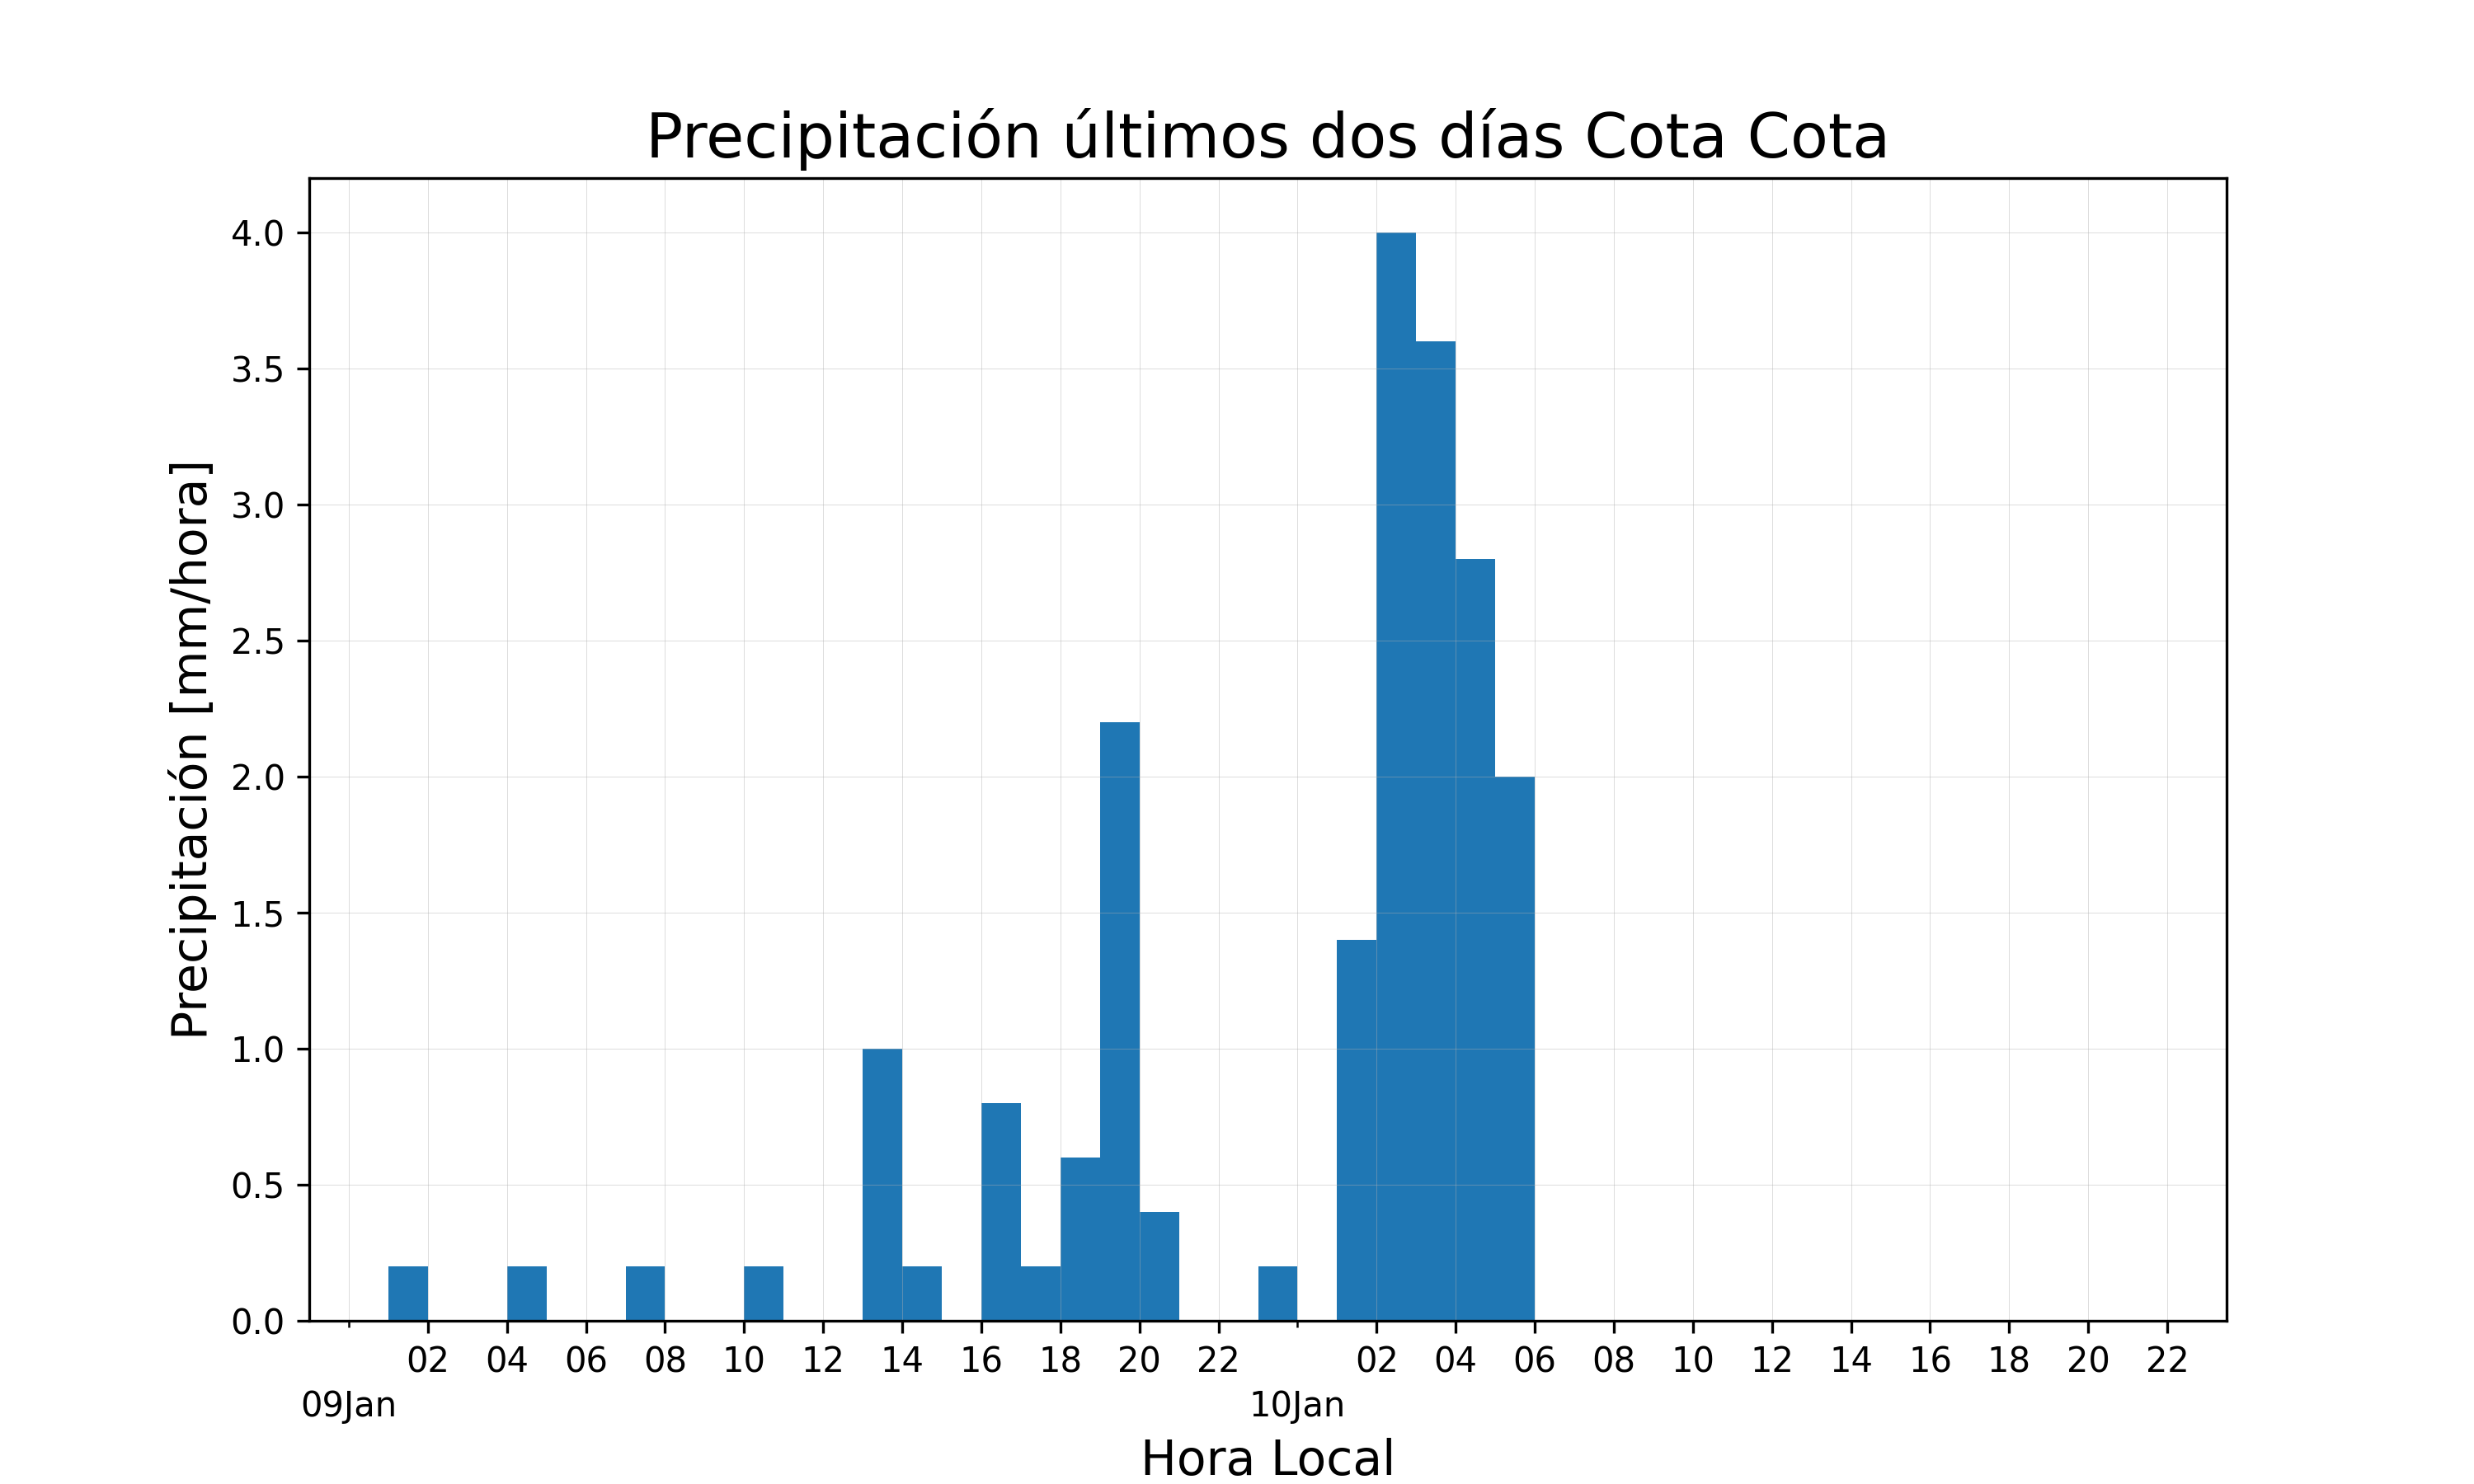 Precipitación últimos dos días Cota Cota
Precipitación [mm/hora]
4.0
3.5
3.0
2.5
2.0
1.5
1.0
0.5
0.0
02 04 06 08 10 12 14 16 18 20 22 02 04 06 08 10 12 14 16 18 20 22
09Jan 10Jan
Hora Local